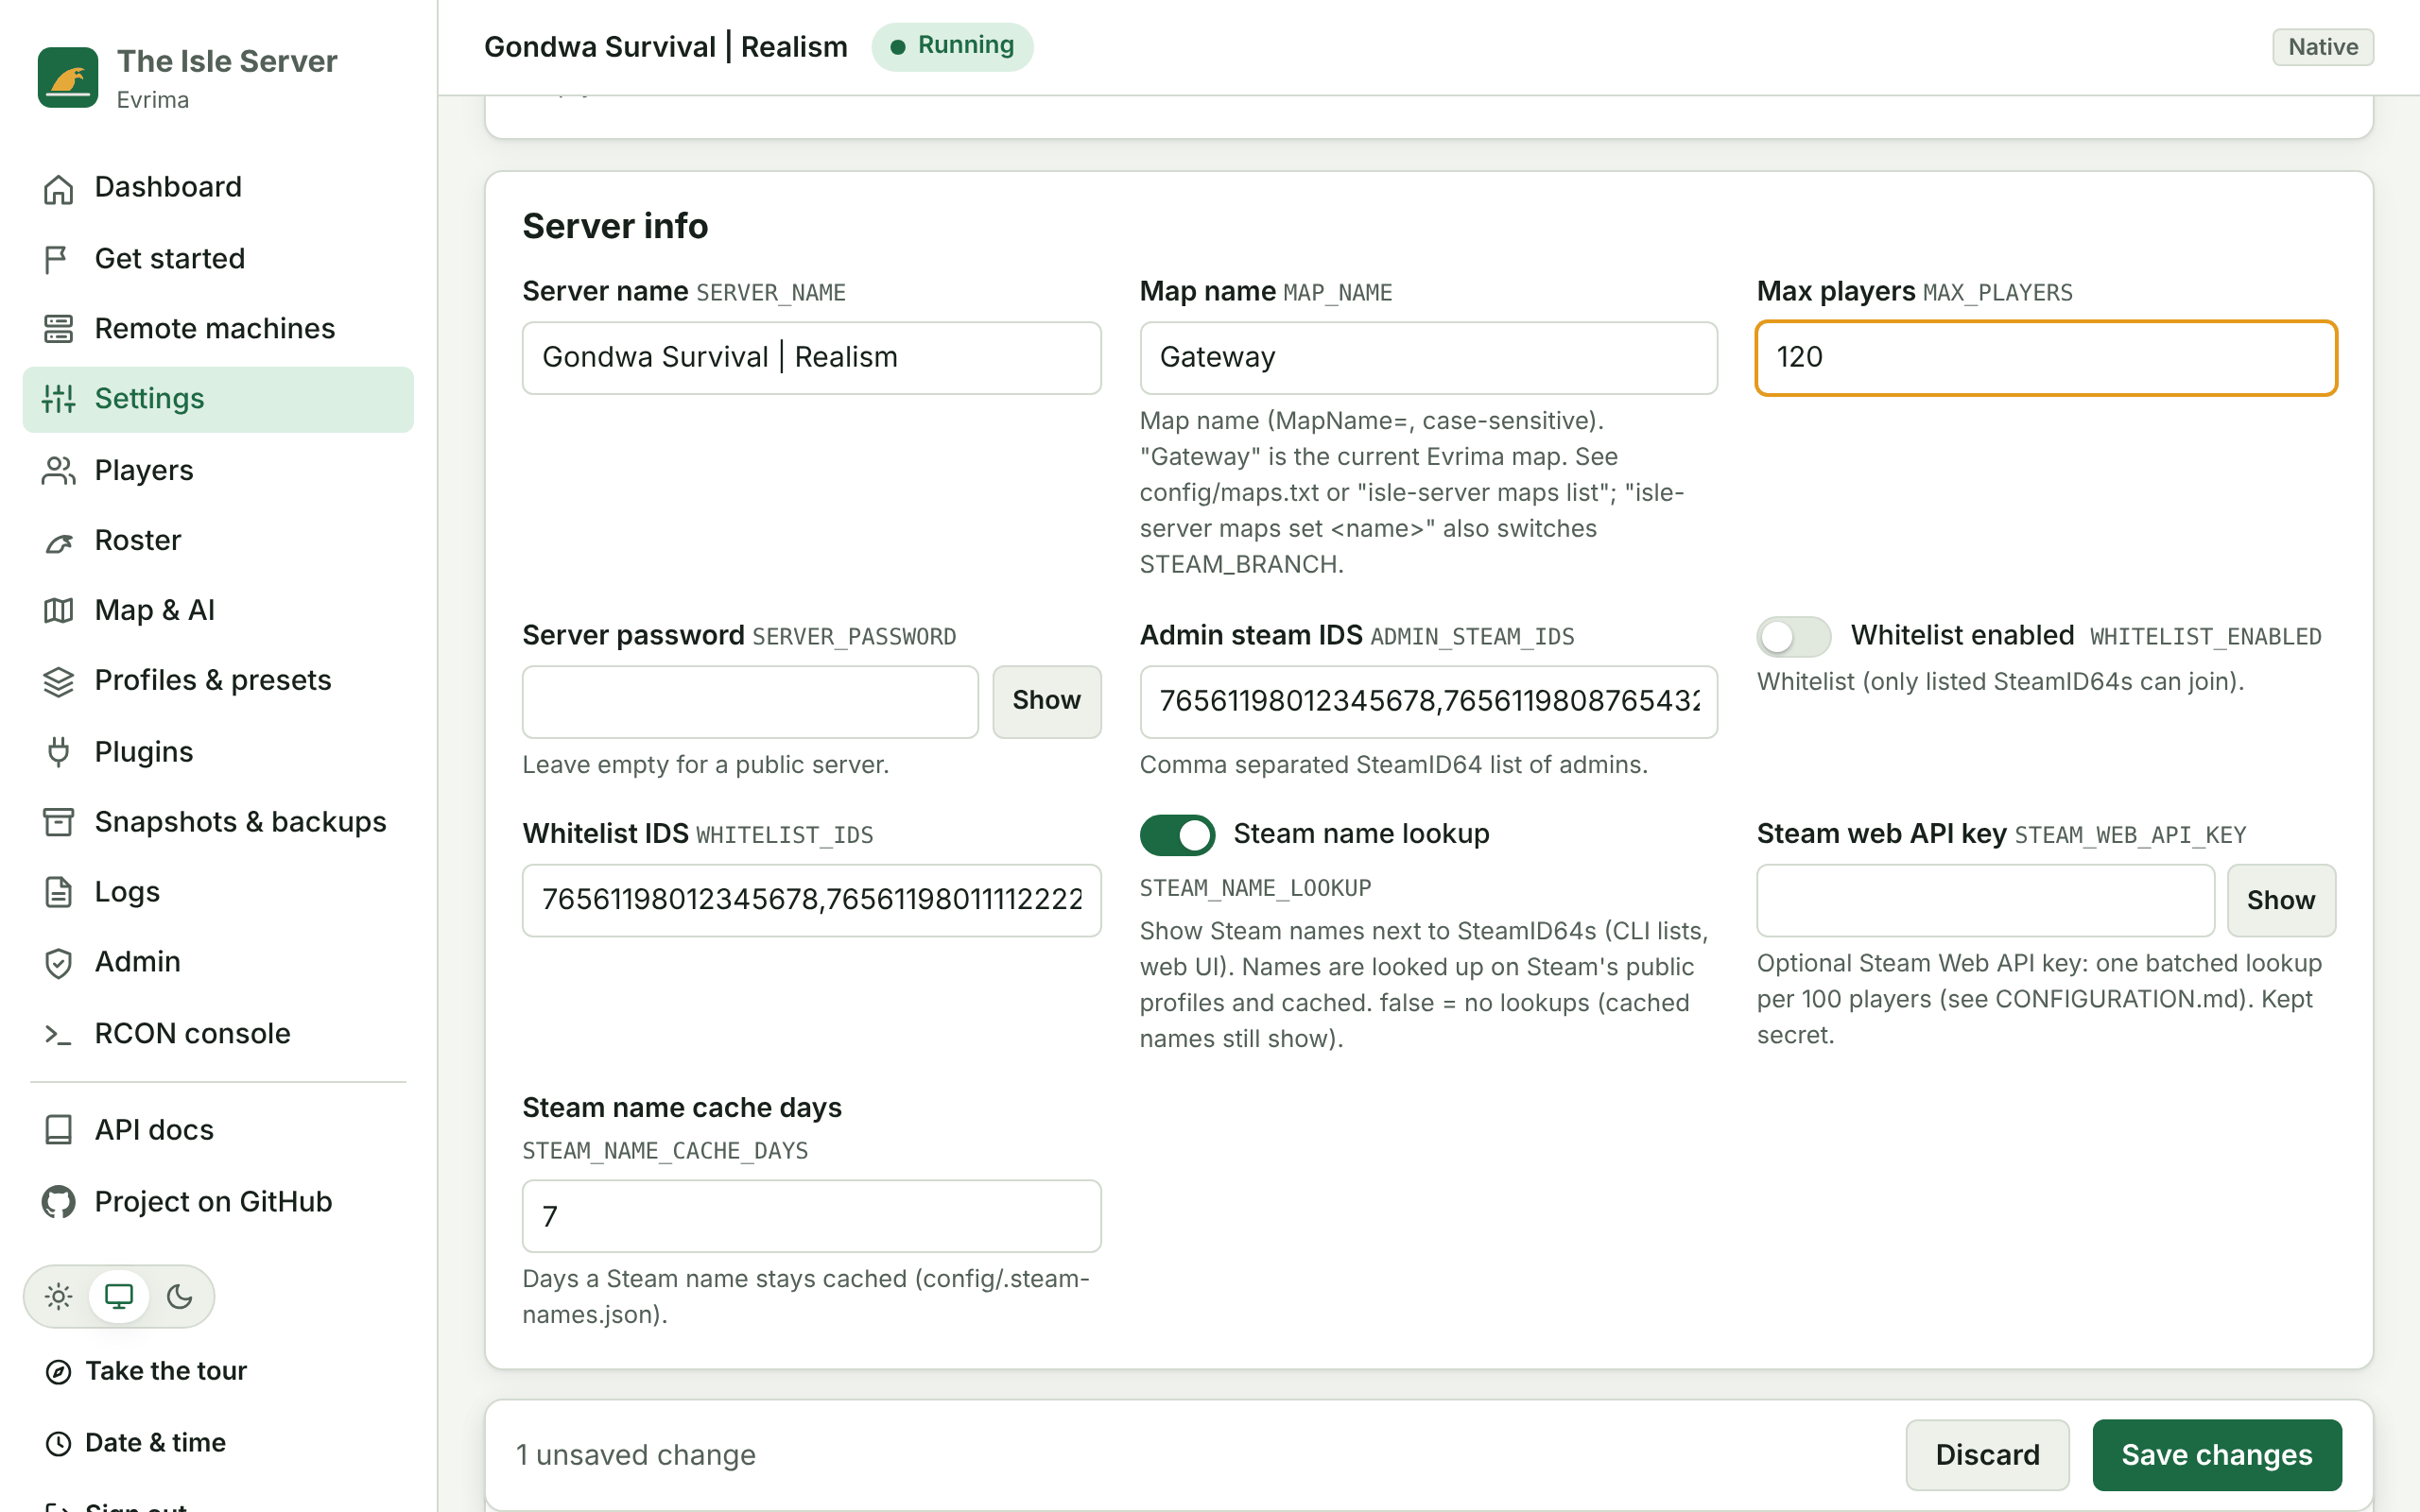 The Isle Server
Evrima
Dashboard
Get started
Remote machines
Settings
Players
Roster
Map & AI
Profiles & presets
Plugins
Snapshots & backups
Logs
Admin
RCON console
API docs
Project on GitHub
Take the tour
Date & time
Sign out
Gondwa Survival | Realism
Running
Native
Server info
Server name SERVER_NAME
Gondwa Survival | Realism
Map name MAP_NAME
Gateway
Map name (MapName=, case-sensitive).
"Gateway" is the current Evrima map. See
config/maps.txt or "isle-server maps list"; "isle-
server maps set <name>" also switches
STEAM_BRANCH.
Max players MAX_PLAYERS
120
Server password SERVER_PASSWORD
Show
Leave empty for a public server.
Admin steam IDS ADMIN_STEAM_IDS
76561198012345678,7656119808765432
Comma separated SteamID64 list of admins.
Whitelist enabled WHITELIST_ENABLED
Whitelist (only listed SteamID64s can join).
Whitelist IDS WHITELIST_IDS
76561198012345678,76561198011112222
Steam name lookup
STEAM_NAME_LOOKUP
Show Steam names next to SteamID64s (CLI lists,
web UI). Names are looked up on Steam's public
profiles and cached. false = no lookups (cached
names still show).
Steam web API key STEAM_WEB_API_KEY
Show
Optional Steam Web API key: one batched lookup
per 100 players (see CONFIGURATION.md). Kept
secret.
Steam name cache days
STEAM_NAME_CACHE_DAYS
7
Days a Steam name stays cached (config/.steam-
names.json).
1 unsaved change
Discard
Save changes